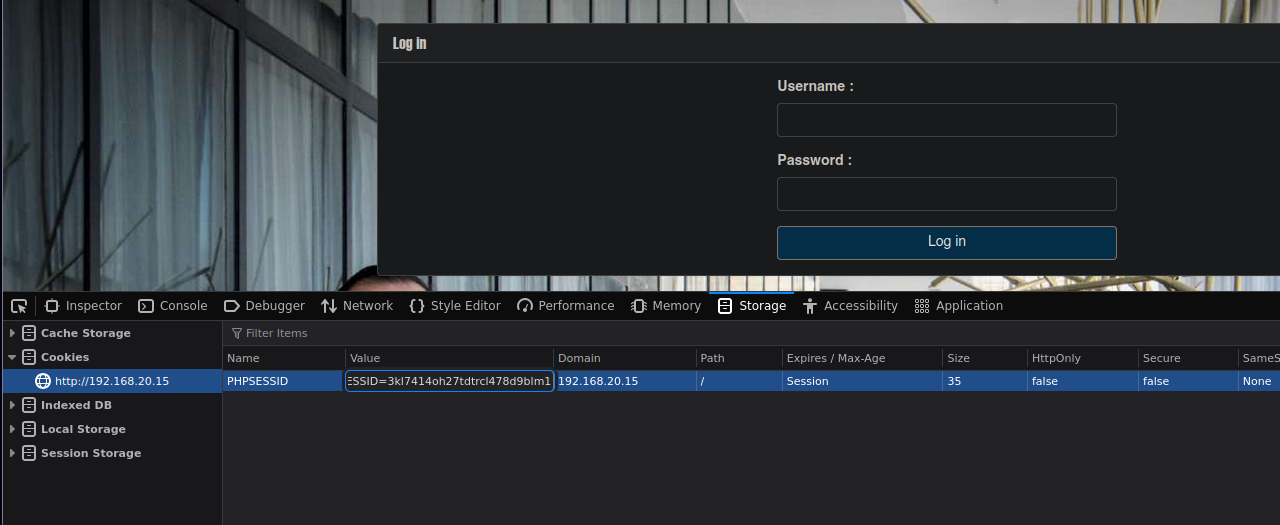 Log in
Username :
Password :
Log in
Inspector Console Debugger Network Style Editor Performance Memory Storage Accessibility Application
Cache Storage
Filter Items
Cookies
Name Value Domain Path Expires / Max-Age Size HttpOnly Secure SameS
http://192.168.20.15
PHPSESSID ESSID=3kl7414oh27tdtrcl478d9blm1 192.168.20.15 / Session 35 false false None
Indexed DB
Local Storage
Session Storage